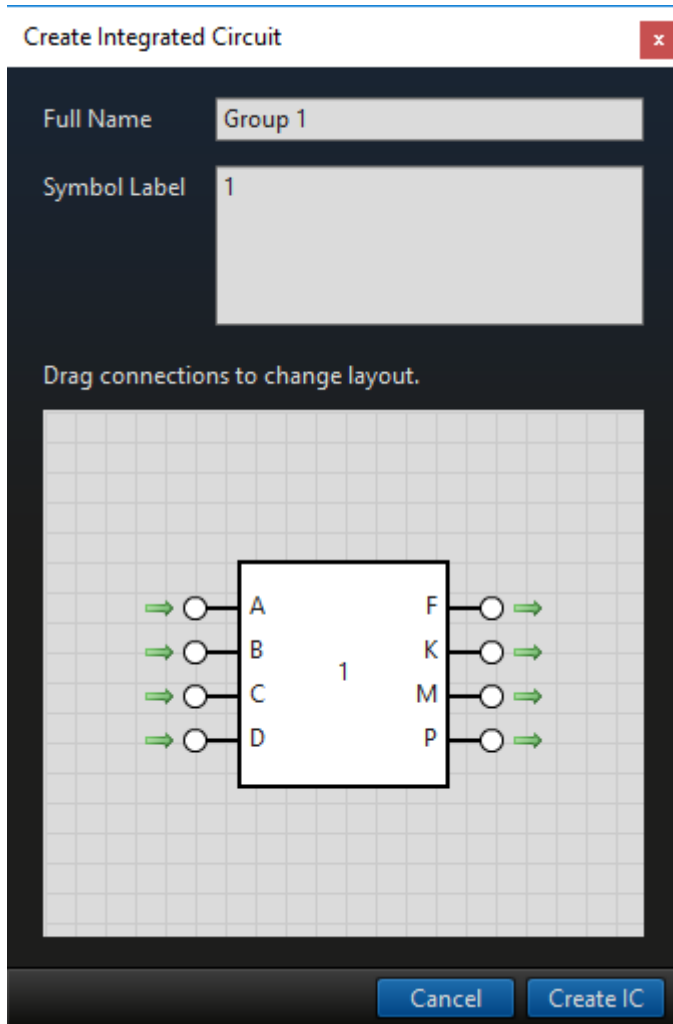 Create Integrated Circuit
x
Full Name
Group 1
Symbol Label
1
Drag connections to change layout.
A F
B K
1
C M
D P
Cancel Create IC